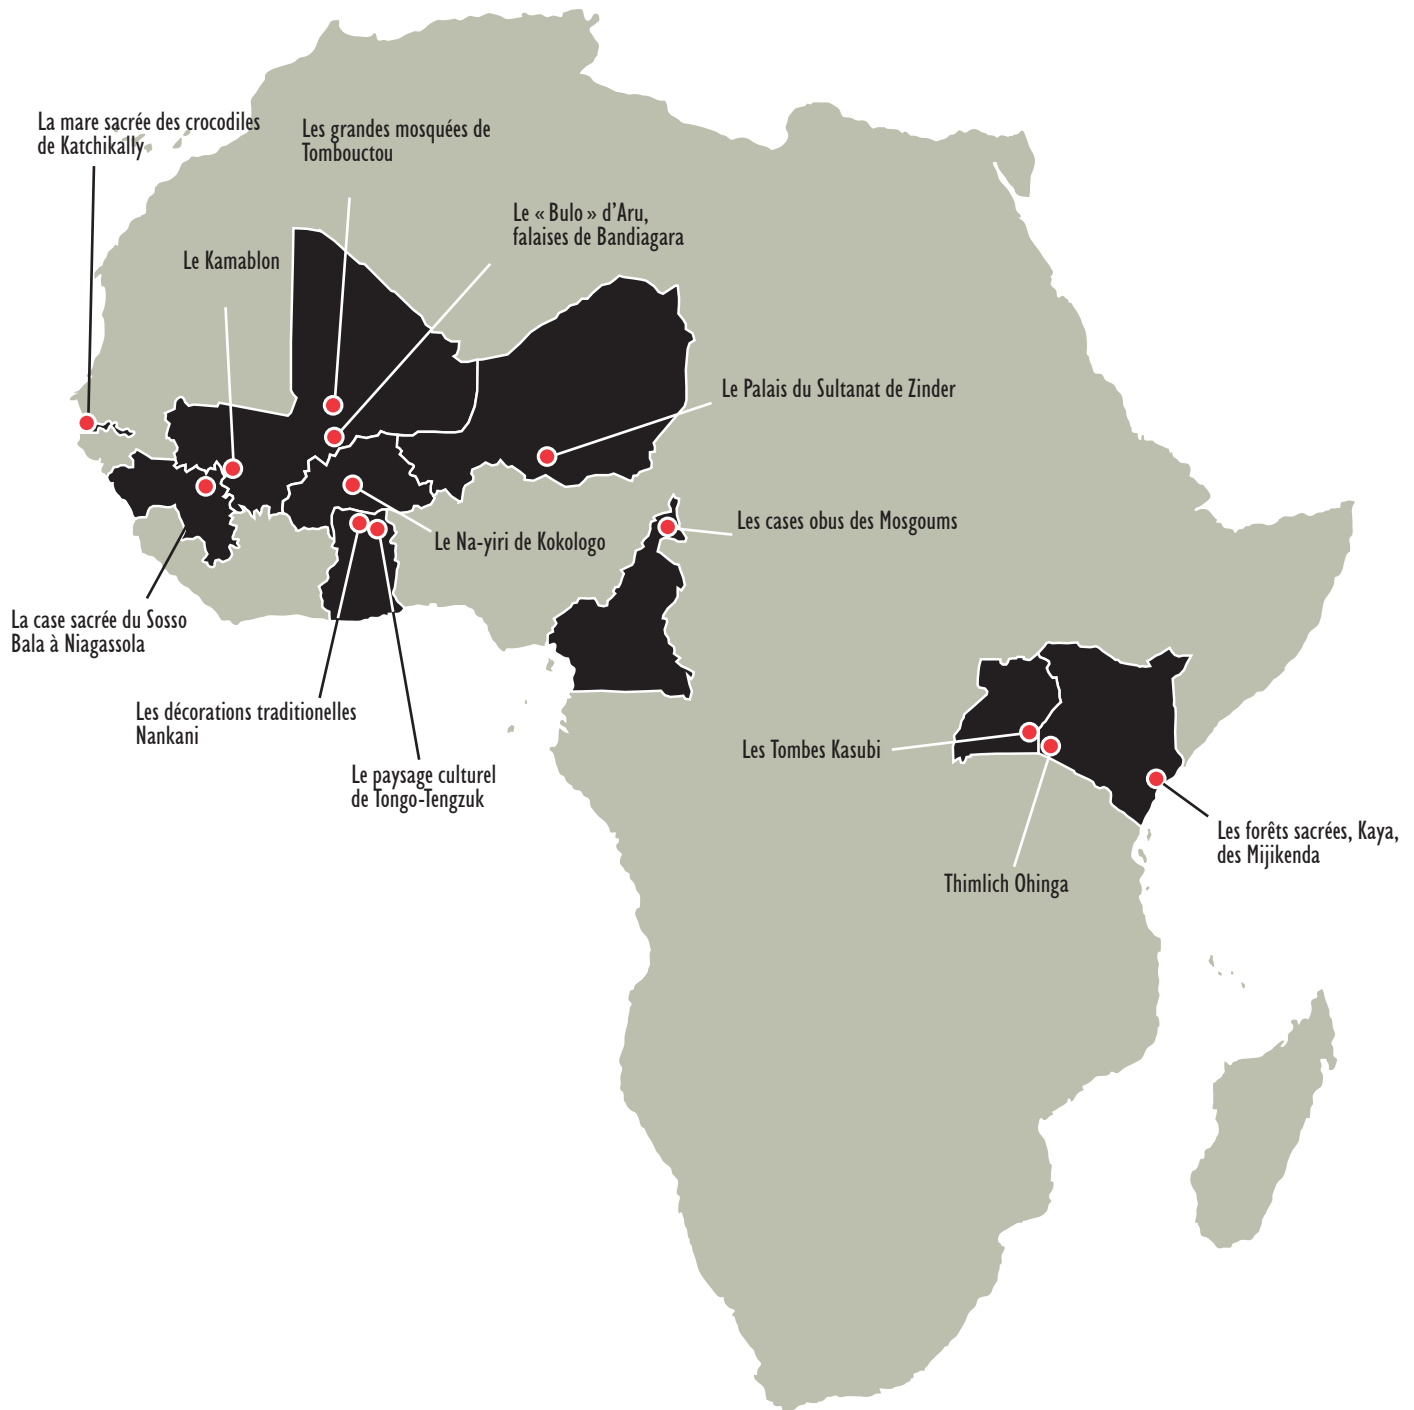 La mare sacrée des crocodiles
de Katchikally
Les grandes mosquées de
Tombouctou
Le « Bulo » d'Aru,
falaises de Bandiagara
Le Kamablon
Le Palais du Sultanat de Zinder
Les cases obus des Mosgoums
Le Na-yiri de Kokologo
La case sacrée du Sosso
Bala à Niagassola
Les décorations traditionelles
Nankani
Le paysage culturel
de Tongo-Tengzuk
Les Tombes Kasubi
Les forêts sacrées, Kaya,
des Mijikenda
Thimlich Ohinga